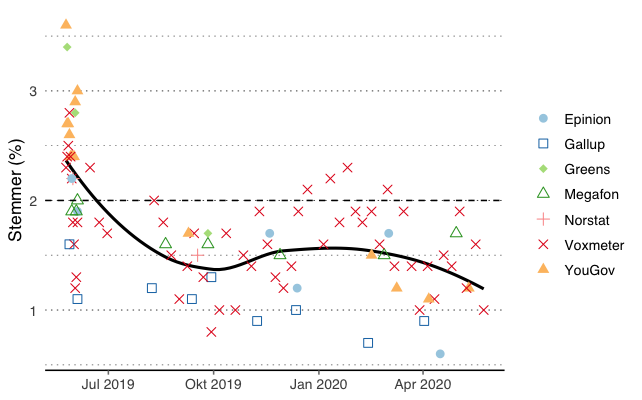 Stemmer (%)
3
2
1
Jul 2019
Okt 2019
Jan 2020
Apr 2020
Epinion
Gallup
Greens
Megafon
Norstat
Voxmeter
YouGov